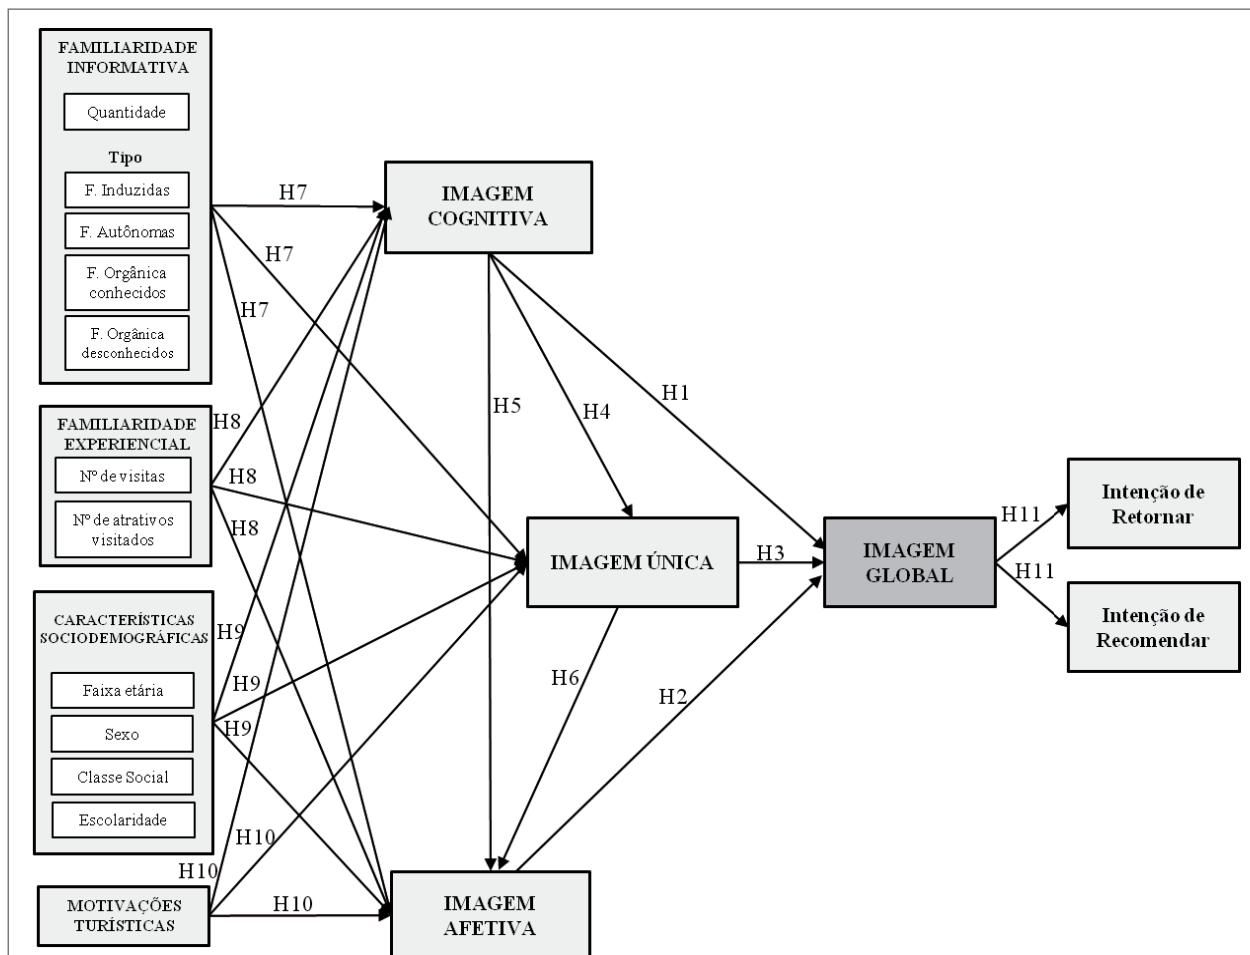 FAMILIARIDADE
INFORMATIVA
Quantidade
Tipo
F. Induzidas
F. Autônomas
F. Orgânica
conhecidos
F. Orgânica
desconhecidos
FAMILIARIDADE
EXPERIENCIAL
Nº de visitas
Nº de atrativos
visitados
CARACTERÍSTICAS
SOCIODEMOGRÁFICAS
Faixa etária
Sexo
Classe Social
Escolaridade
MOTIVAÇÕES
TURÍSTICAS
H7
H7
H7
H8
H8
H8
H9
H9
H9
H10
H10
H10
IMAGEM
COGNITIVA
H5
H4
H1
IMAGEM ÚNICA
H3
H6
H2
IMAGEM
AFETIVA
IMAGEM
GLOBAL
H11
H11
Intenção de
Retornar
Intenção de
Recomendar